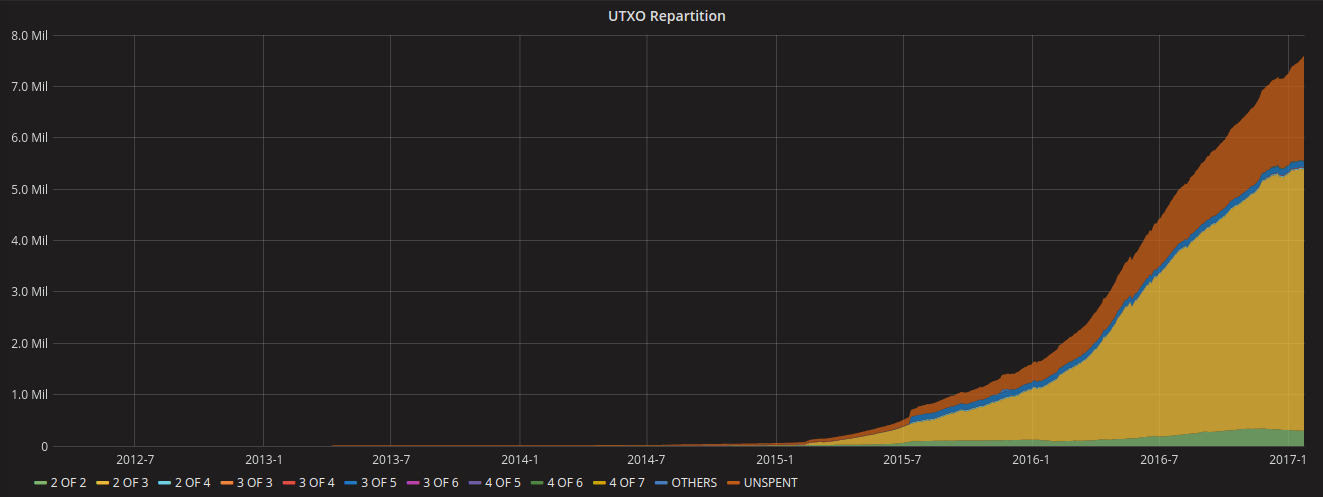 UTXO Repartition
8.0 Mil
7.0 Mil
6.0 Mil
5.0 Mil
4.0 Mil
3.0 Mil
2.0 Mil
1.0 Mil
0
2012-7 2013-1 2013-7 2014-1 2014-7 2015-1 2015-7 2016-1 2016-7 2017-1
2 OF 2 2 OF 3 2 OF 4 3 OF 3 3 OF 4 3 OF 5 3 OF 6 4 OF 5 4 OF 6 4 OF 7 OTHERS UNSPENT